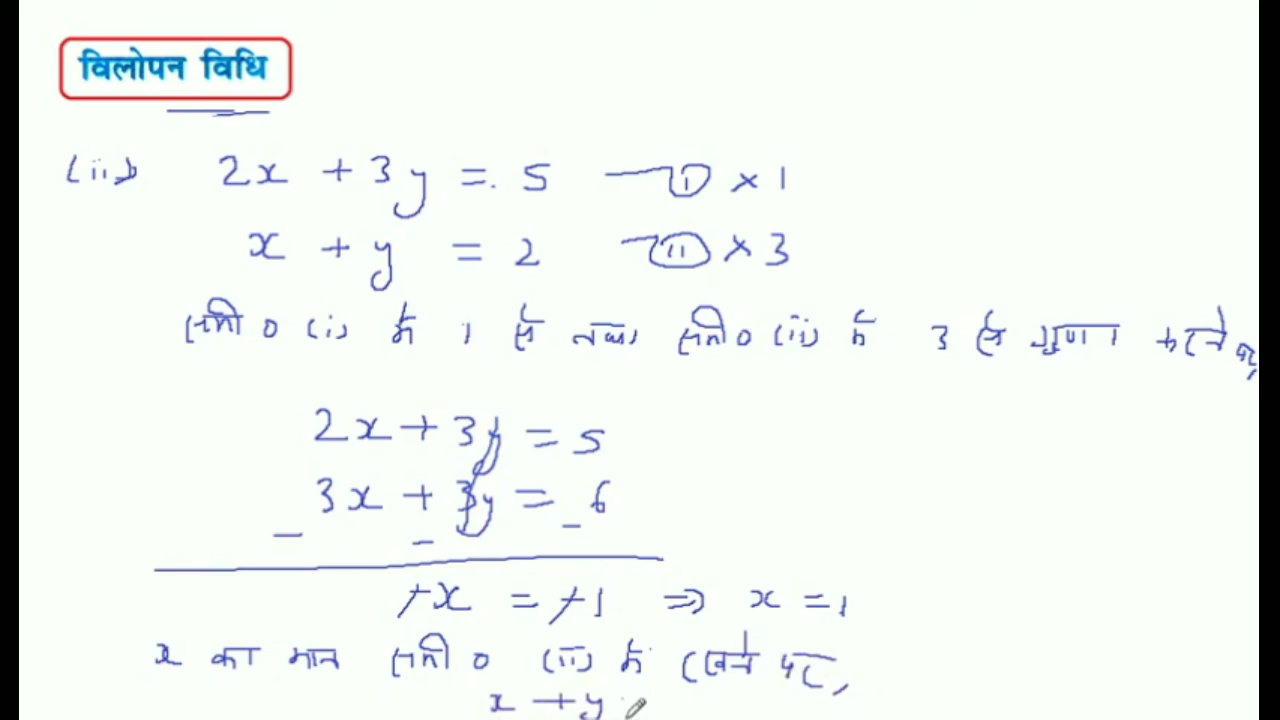 विलोपन विधि
(ii) 2x + 3y = 5 —(i) × 1
x + y = 2 —(ii) × 3
समी० (i) में 1 से तथा समी० (ii) में 3 से गुणा करने पर,
2x + 3y = 5
3x + 3y = 6
- - -
-x = -1 ⇒ x = 1
x का मान समी० (ii) में रखने पर,
x + y